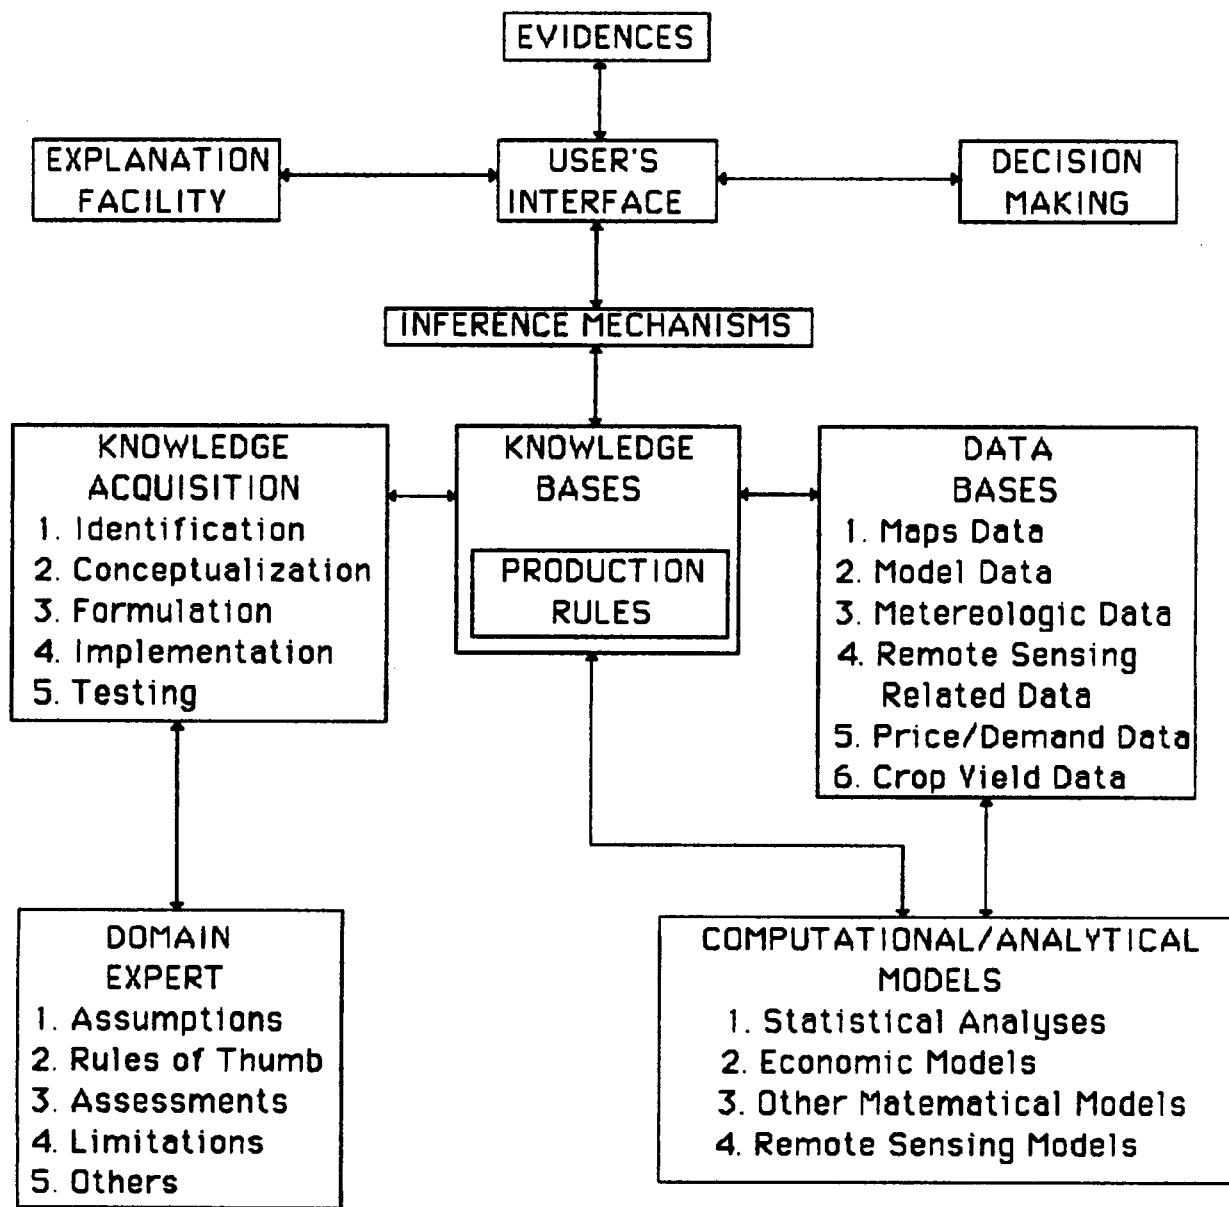 EVIDENCES
EXPLANATION
FACILITY
USER'S
INTERFACE
DECISION
MAKING
INFERENCE MECHANISMS
KNOWLEDGE
ACQUISITION
1. Identification
2. Conceptualization
3. Formulation
4. Implementation
5. Testing
KNOWLEDGE
BASES
PRODUCTION
RULES
DATA
BASES
1. Maps Data
2. Model Data
3. Metereologic Data
4. Remote Sensing
Related Data
5. Price/Demand Data
6. Crop Yield Data
DOMAIN
EXPERT
1. Assumptions
2. Rules of Thumb
3. Assessments
4. Limitations
5. Others
COMPUTATIONAL/ANALYTICAL
MODELS
1. Statistical Analyses
2. Economic Models
3. Other Matematical Models
4. Remote Sensing Models